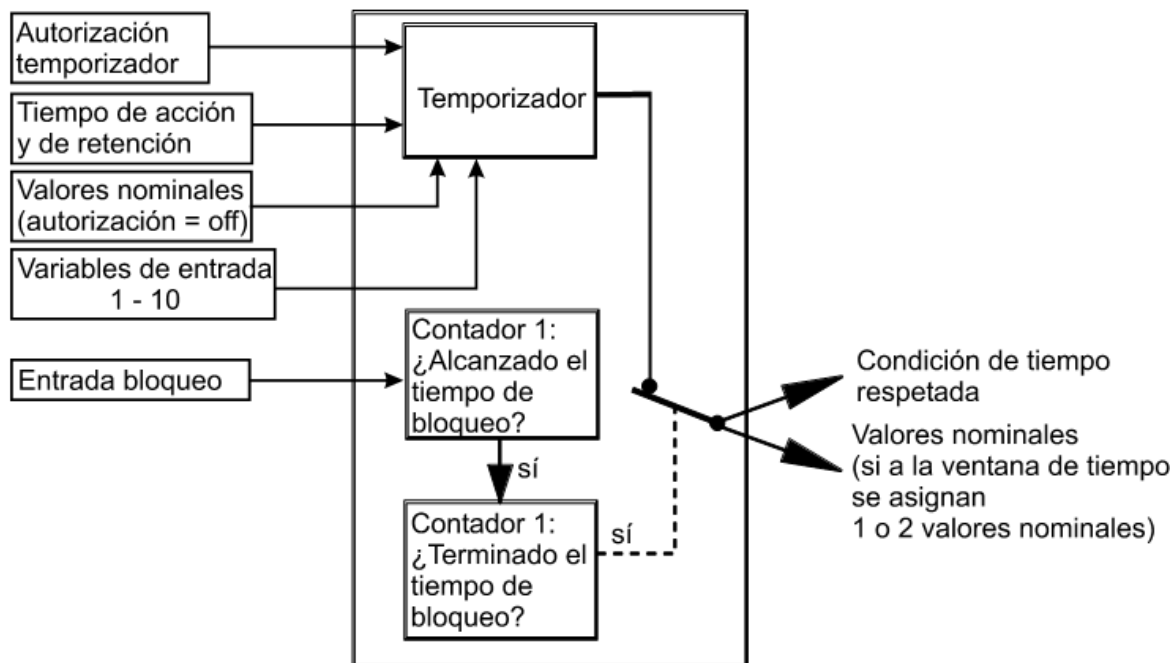 Autorización
temporizador
Tiempo de acción
y de retención
Valores nominales
(autorización = off)
Variables de entrada
1 - 10
Entrada bloqueo
Temporizador
Contador 1:
¿Alcanzado el
tiempo de
bloqueo?
sí
Contador 1:
¿Terminado el
tiempo de
bloqueo?
sí
Condición de tiempo
respetada
Valores nominales
(si a la ventana de tiempo
se asignan
1 o 2 valores nominales)